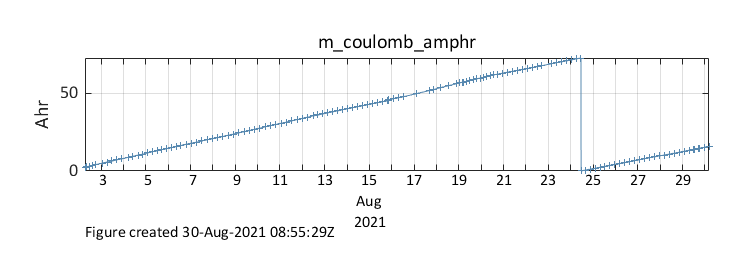 m_coulomb_amphr
Ahr
50
0
3 5 7 9 11 13 15 17 19 21 23 25 27 29
Aug
2021
Figure created 30-Aug-2021 08:55:29Z